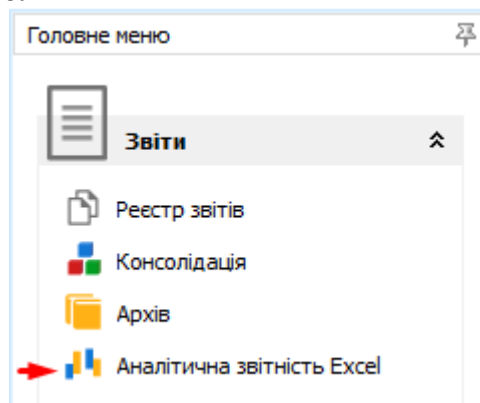 Головне меню
Звіти
Реєстр звітів
Консолідація
Архів
Аналітична звітність Excel